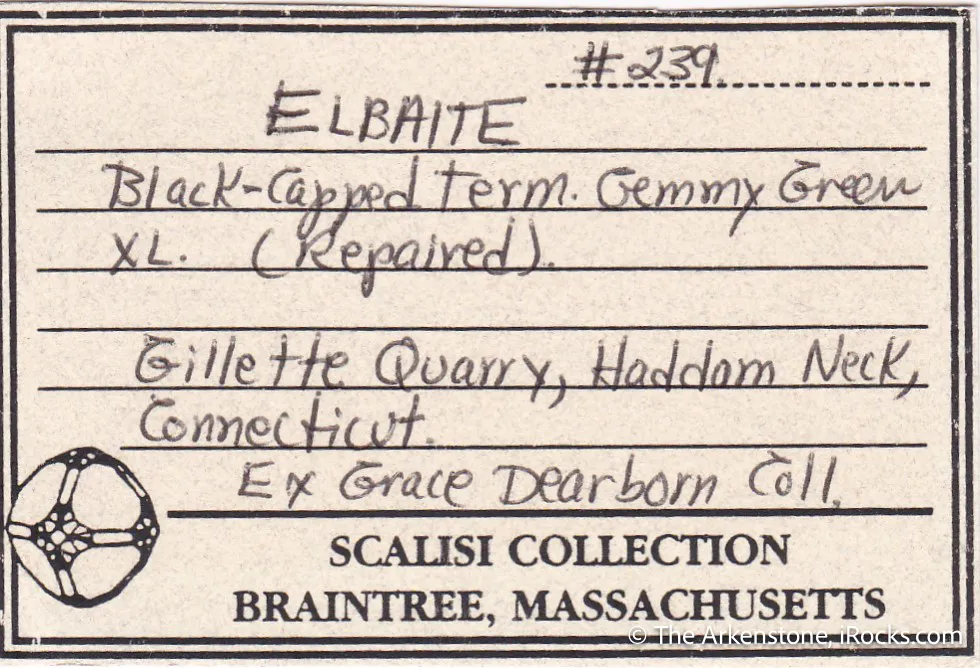 #239.
ELBAITE
Black-Capped Term. Gemmy Green
XL. (Repaired).
Gillette Quarry, Haddam Neck,
Connecticut.
Ex Grace Dearborn Coll.
SCALISI COLLECTION
BRAINTREE, MASSACHUSETTS
© The Arkenstone, iRocks.com